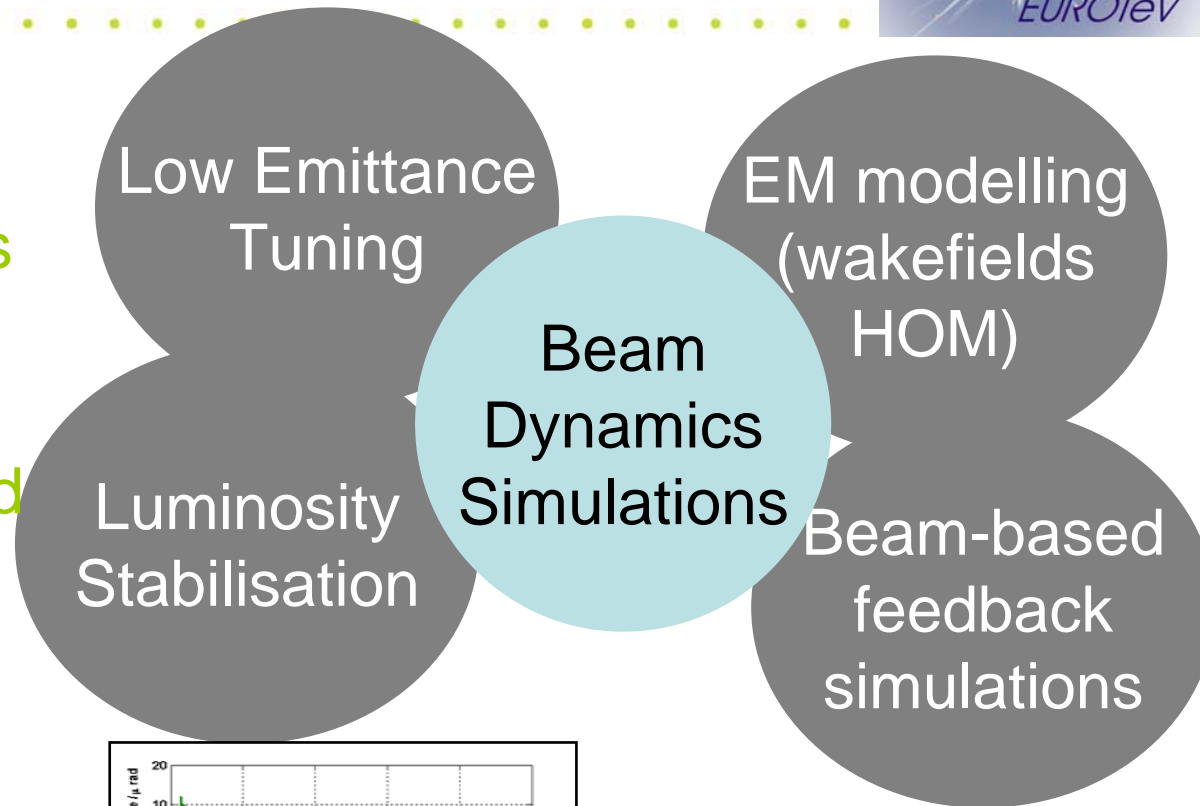 EUROTeV
Low Emittance
Tuning
EM modelling
(wakefields
HOM)
s
Beam
Dynamics
Simulations
d
Luminosity
Stabilisation
Beam-based
feedback
simulations
20
10
/μ rad